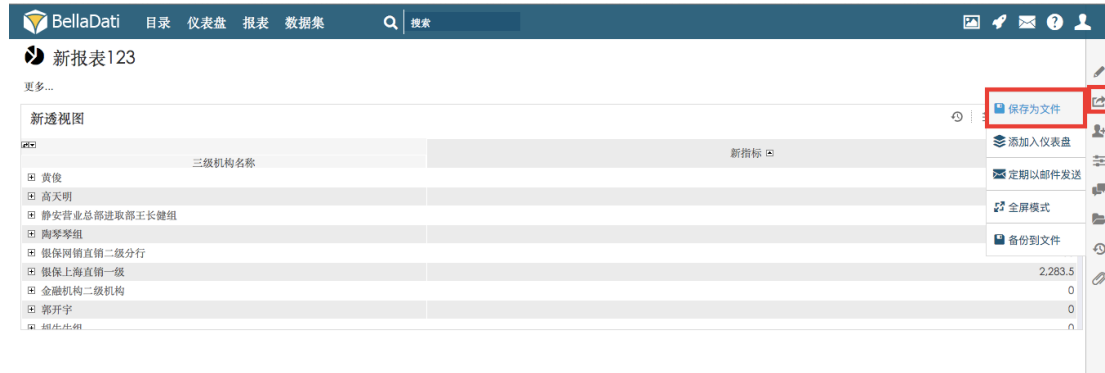 BellaDati 目录 仪表盘 报表 数据集 搜索
新报表123
更多...
新透视图
保存为文件
添加入仪表盘
定期以邮件发送
全屏模式
备份到文件
三级机构名称 新指标
黄俊
高天明
静安营业总部进取部王长健组
陶琴琴组
银保网销直销二级分行
银保上海直销一级 2,283.5
金融机构二级机构 0
郭开宇 0
0